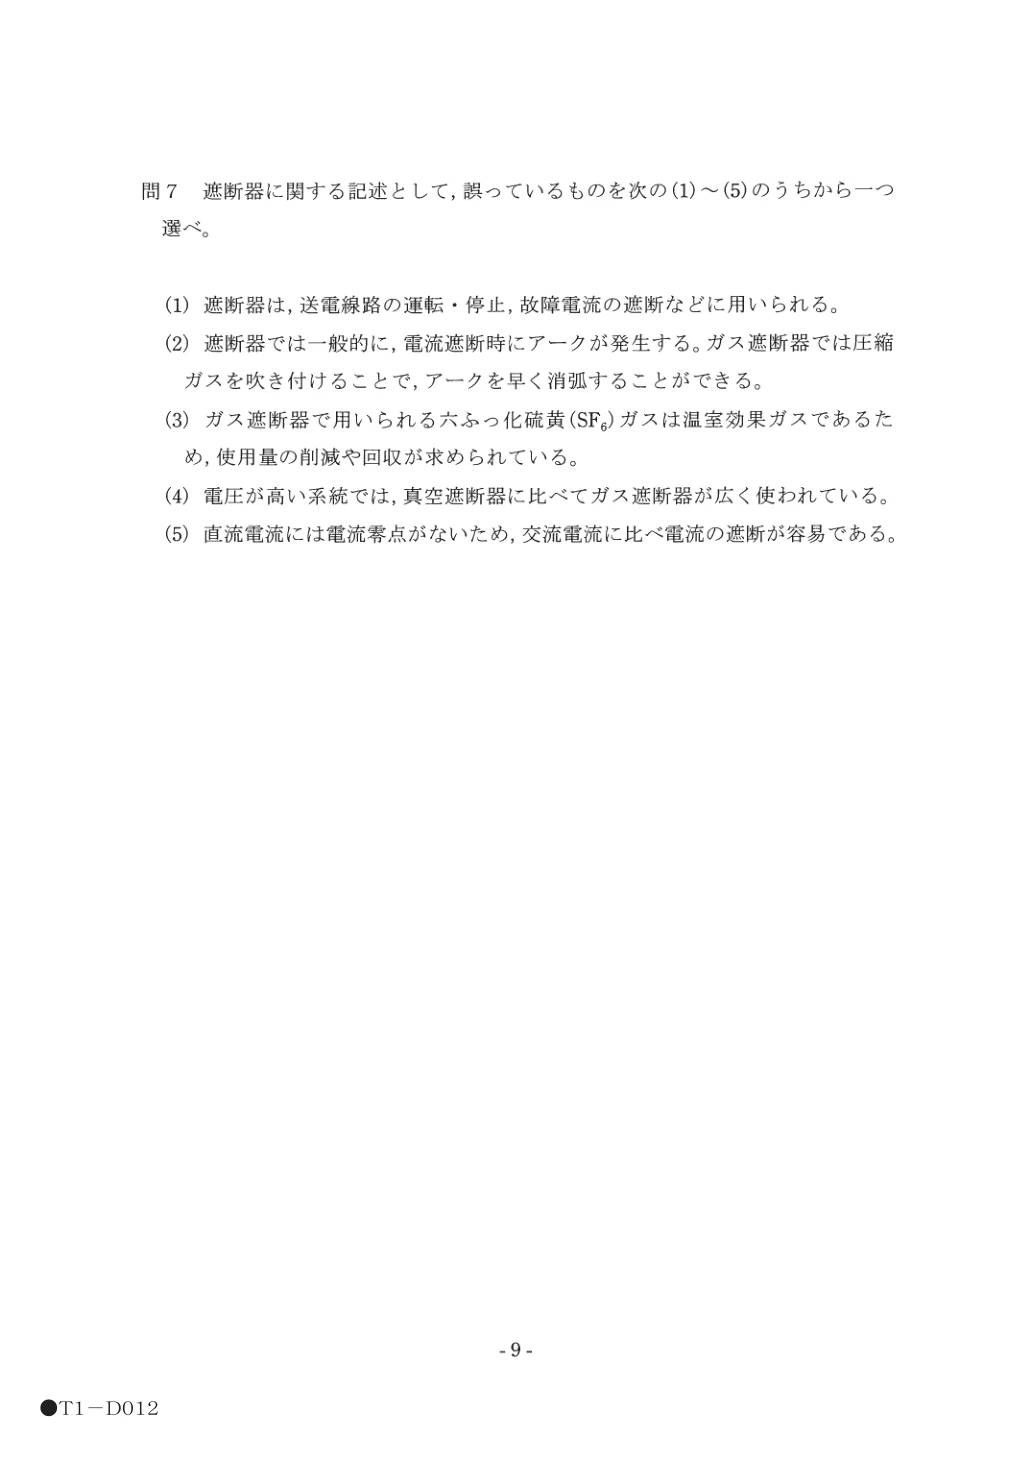 問7　遮断器に関する記述として,誤っているものを次の(1)～(5)のうちから一つ
選べ。
(1) 遮断器は,送電線路の運転・停止,故障電流の遮断などに用いられる。
(2) 遮断器では一般的に,電流遮断時にアークが発生する。ガス遮断器では圧縮
ガスを吹き付けることで,アークを早く消弧することができる。
(3) ガス遮断器で用いられる六ふっ化硫黄(SF₆)ガスは温室効果ガスであるた
め,使用量の削減や回収が求められている。
(4) 電圧が高い系統では,真空遮断器に比べてガス遮断器が広く使われている。
(5) 直流電流には電流零点がないため,交流電流に比べ電流の遮断が容易である。
- 9 -
●T1－D012